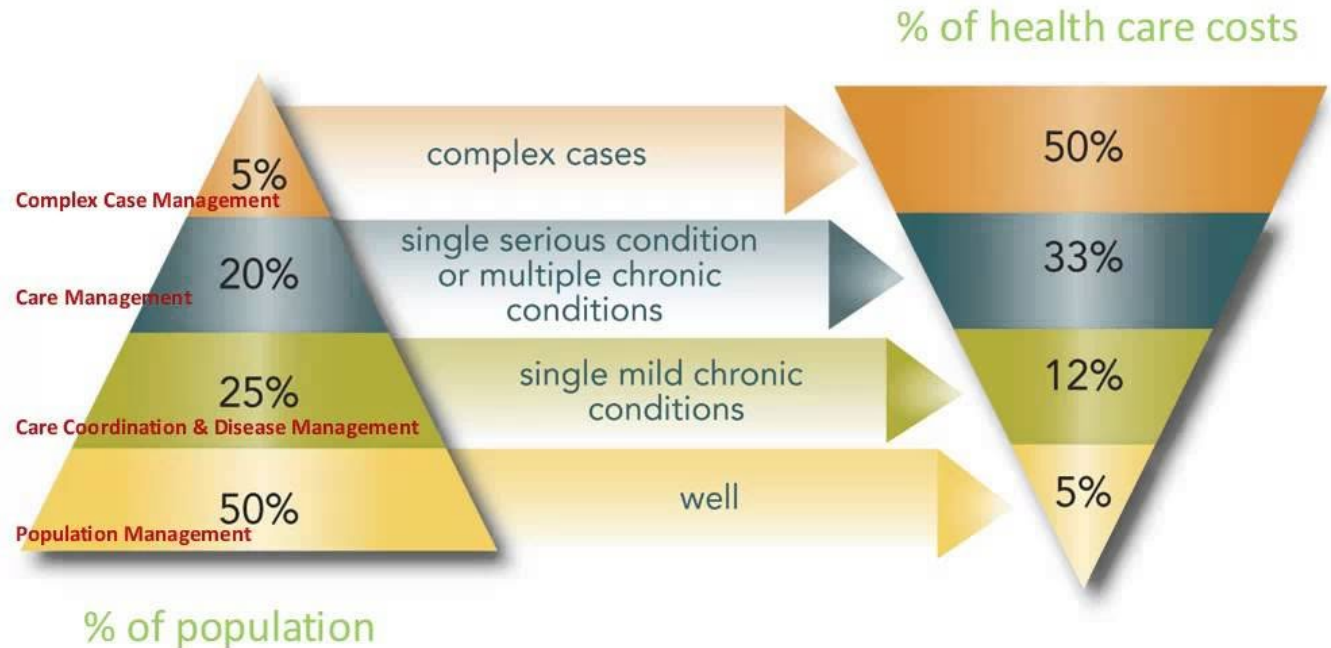 % of health care costs
5%
complex cases
50%
Complex Case Management
20%
single serious condition
or multiple chronic
conditions
33%
Care Management
25%
single mild chronic
conditions
12%
Care Coordination & Disease Management
50%
well
5%
Population Management
% of population